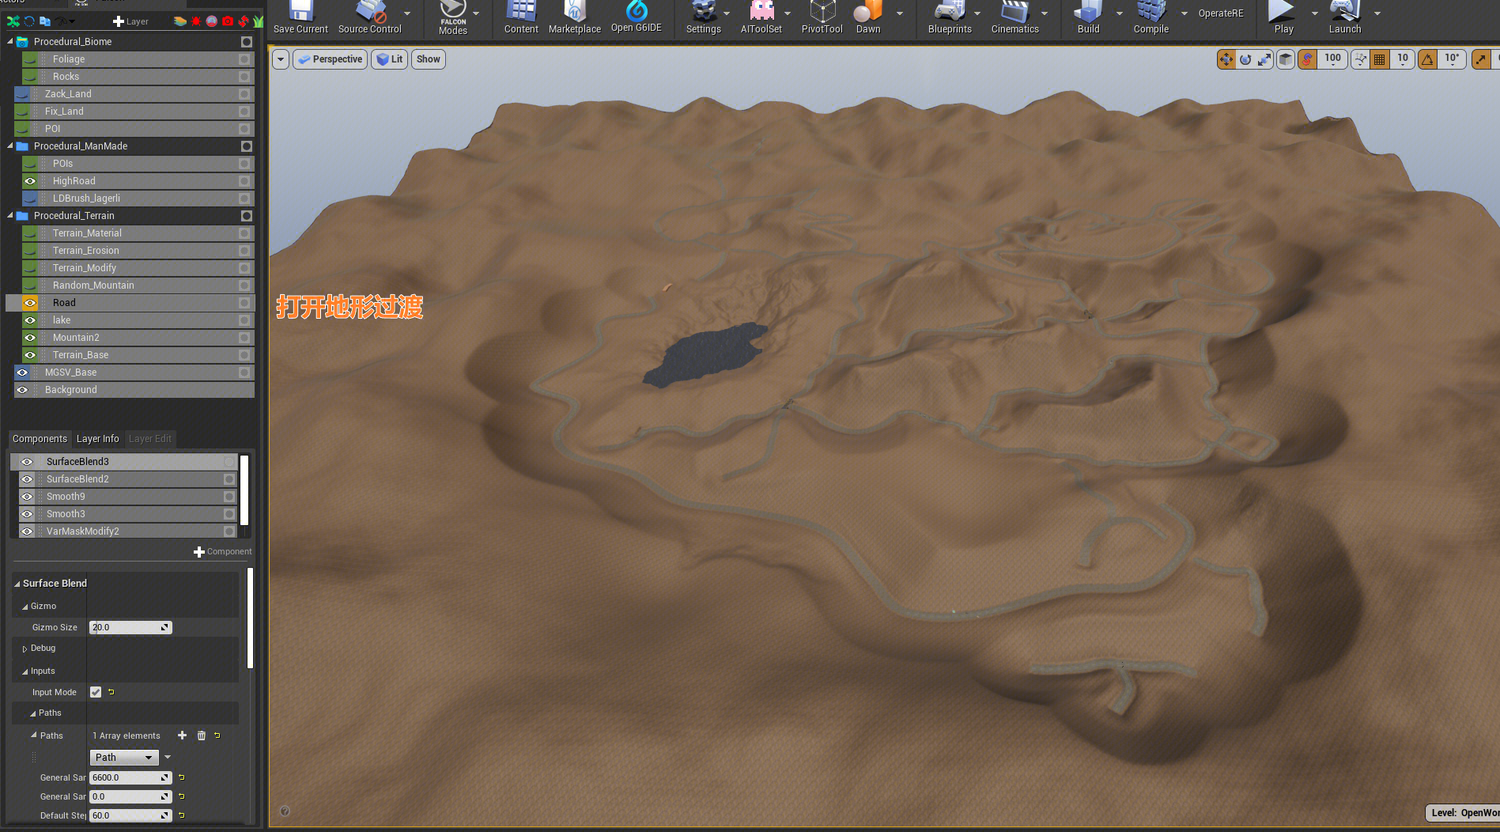 Layer
Save Current
Source Control
FALCON
FALCON
Modes
Content
Marketplace
Open G6IDE
Settings
AIToolSet
PivotTool
Dawn
Blueprints
Cinematics
Build
Compile
OperateRE
Play
Launch
Perspective
Lit
Show
100
10
10°
Procedural_Biome
Foliage
Rocks
Zack_Land
Fix_Land
POI
Procedural_ManMade
POIs
HighRoad
LDBrush_lagerli
Procedural_Terrain
Terrain_Material
Terrain_Erosion
Terrain_Modify
Random_Mountain
Road
lake
Mountain2
Terrain_Base
MGSV_Base
Background
打开地形过渡
Components
Layer Info
Layer Edit
SurfaceBlend3
SurfaceBlend2
Smooth9
Smooth3
VarMaskModify2
Component
Surface Blend
Gizmo
Gizmo Size
20.0
Debug
Inputs
Input Mode
Paths
Paths
1 Array elements
Path
General Sar
6600.0
General Sar
0.0
Default Ste
60.0
Level: OpenWor